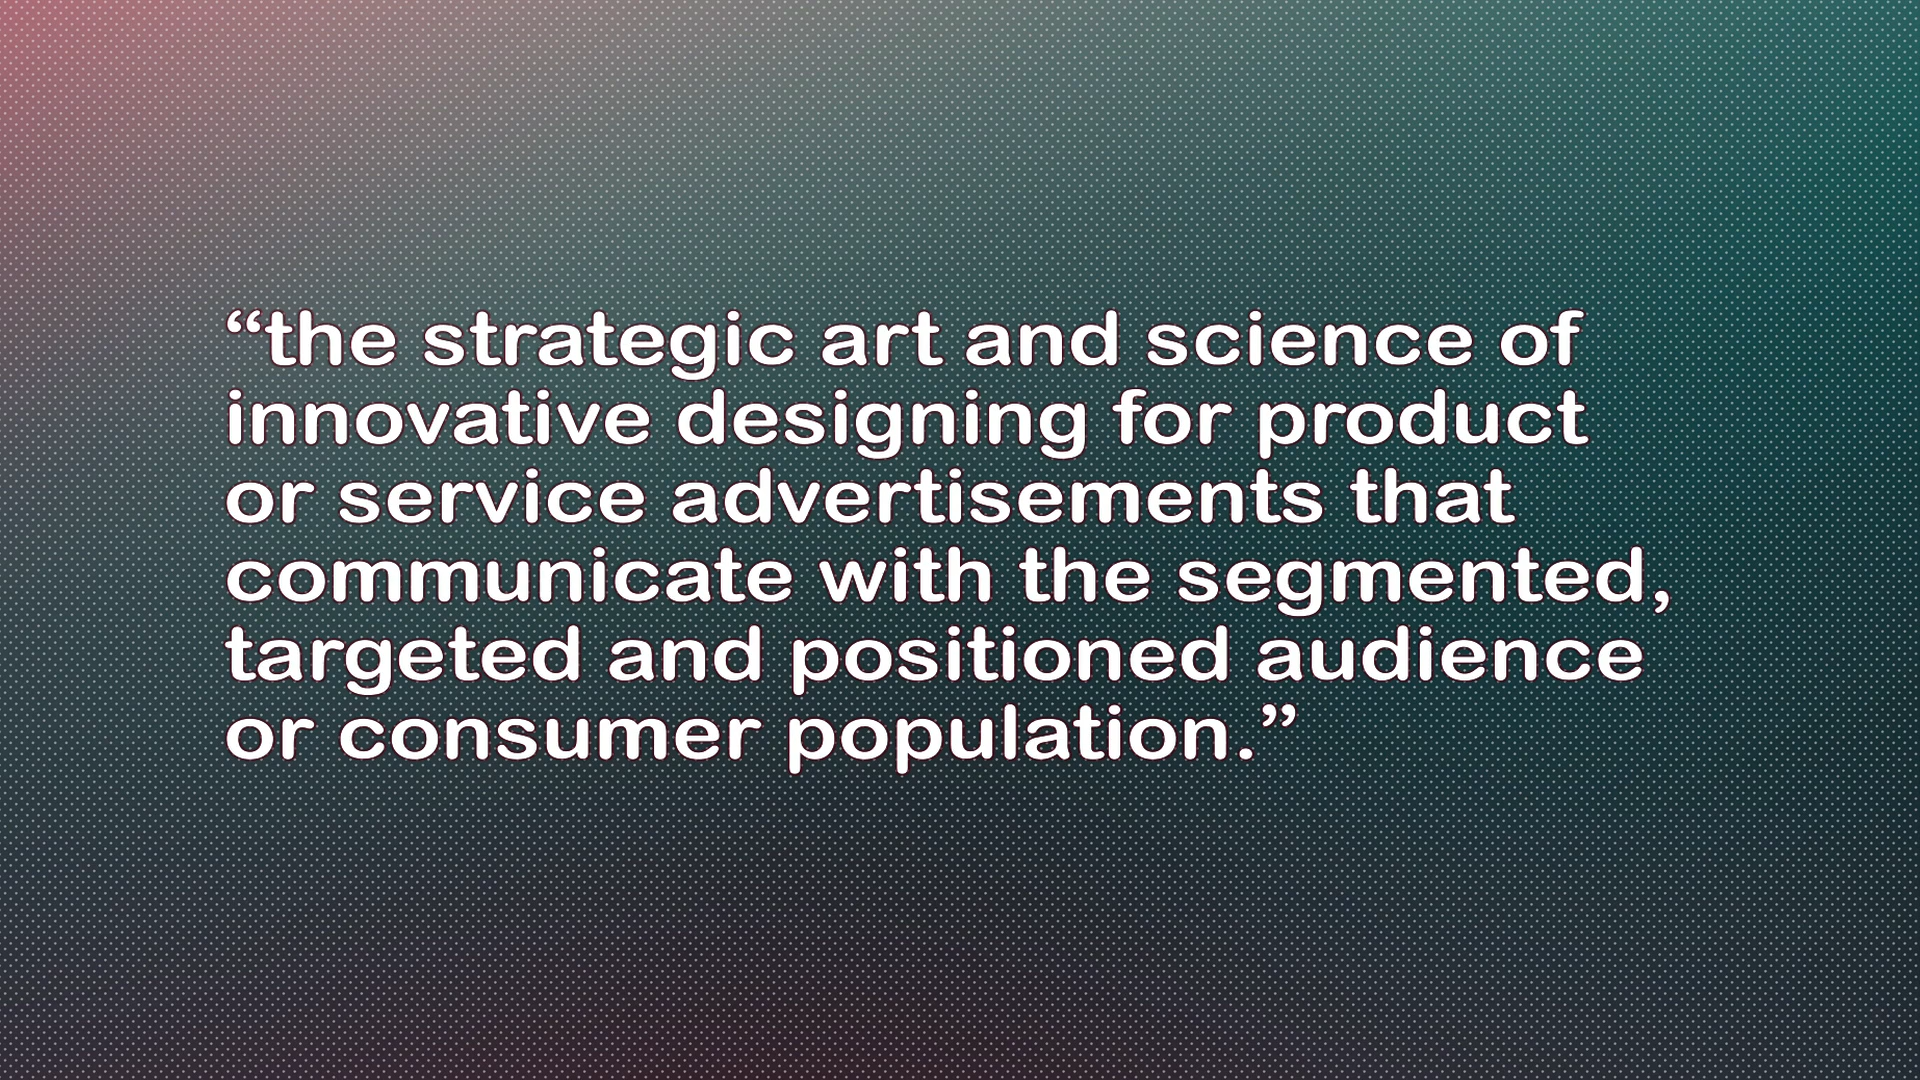 “the strategic art and science of
innovative designing for product
or service advertisements that
communicate with the segmented,
targeted and positioned audience
or consumer population.”